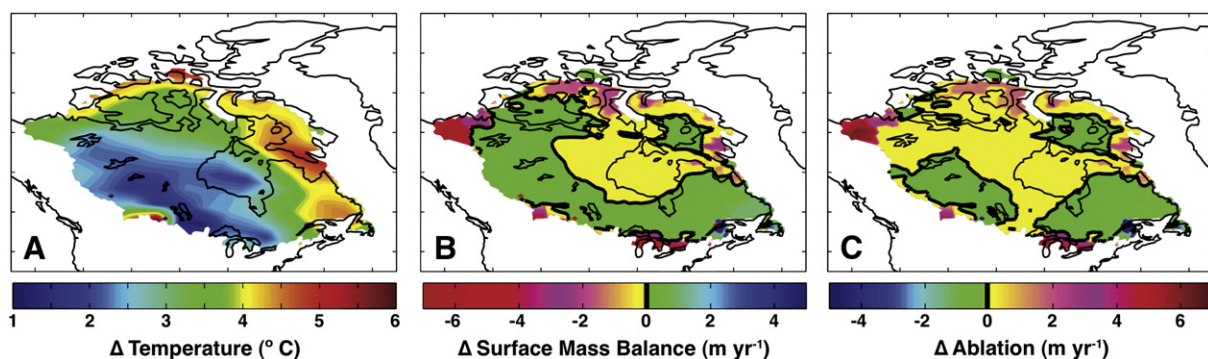 A
B
C
1 2 3 4 5 6
-6 -4 -2 0 2 4
-4 -2 0 2 4 6
Δ Temperature (° C)
Δ Surface Mass Balance (m yr⁻¹)
Δ Ablation (m yr⁻¹)